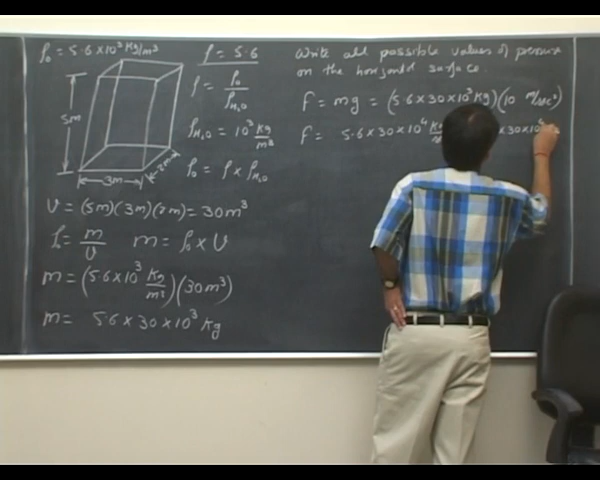 ρ₀ = 5.6 × 10³ Kg/m³
5m
3m
2m
ρ = 5.6
ρ = ρ₀/ρH₂O
ρH₂O = 10³ Kg/m³
ρ₀ = ρ × ρH₂O
V = (5m)(3m)(2m) = 30m³
ρ₀ = m/V m = ρ₀ × V
m = (5.6 × 10³ Kg/m³)(30m³)
m = 5.6 × 30 × 10³ Kg
Write all possible values of pressure
on the horizontal surface.
F = mg = (5.6 × 30 × 10³ Kg)(10 m/sec²)
F = 5.6 × 30 × 10⁴ × 30 × 10⁴